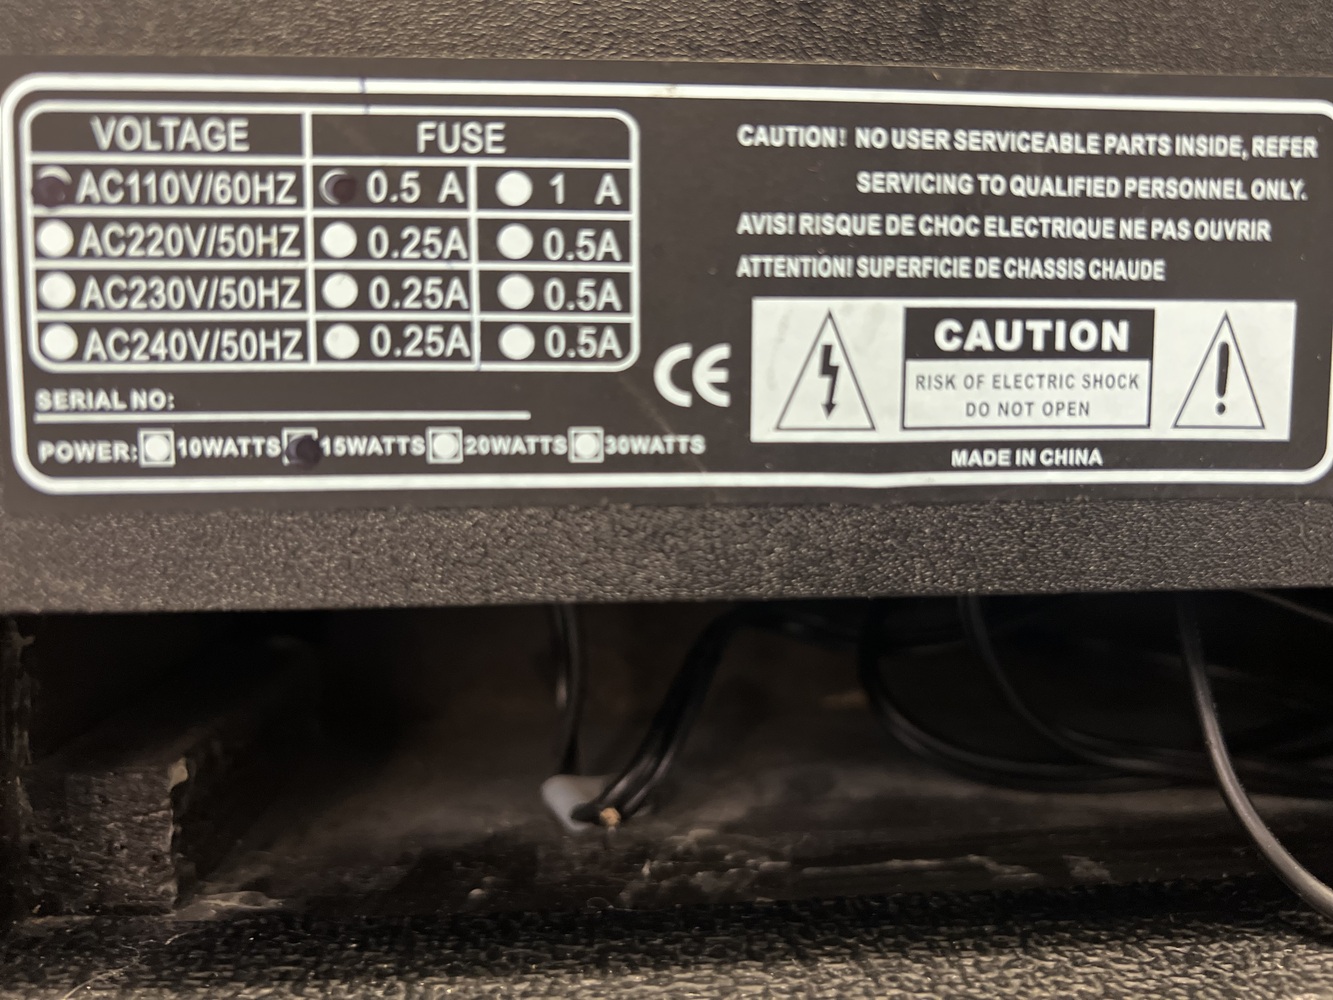 VOLTAGE FUSE
AC110V/60HZ 0.5 A 1 A
AC220V/50HZ 0.25A 0.5A
AC230V/50HZ 0.25A 0.5A
AC240V/50HZ 0.25A 0.5A
SERIAL NO:
POWER: 10WATTS 15WATTS 20WATTS 30WATTS
CE
CAUTION! NO USER SERVICEABLE PARTS INSIDE, REFER
SERVICING TO QUALIFIED PERSONNEL ONLY.
AVIS! RISQUE DE CHOC ELECTRIQUE NE PAS OUVRIR
ATTENTION! SUPERFICIE DE CHASSIS CHAUDE
CAUTION
RISK OF ELECTRIC SHOCK
DO NOT OPEN
MADE IN CHINA